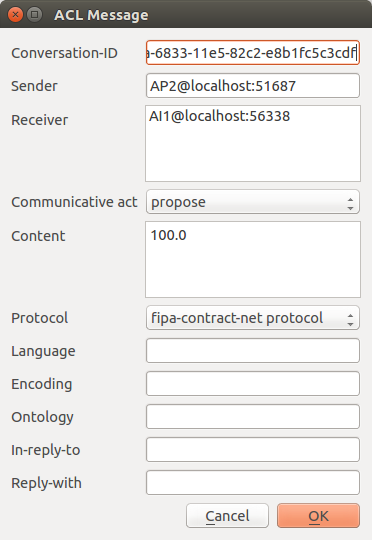 ACL Message
Conversation-ID -6833-11e5-82c2-e8b1fc5c3cdf
Sender AP2@localhost:51687
Receiver AI1@localhost:56338
Communicative act propose
Content 100.0
Protocol fipa-contract-net protocol
Language
Encoding
Ontology
In-reply-to
Reply-with
Cancel OK